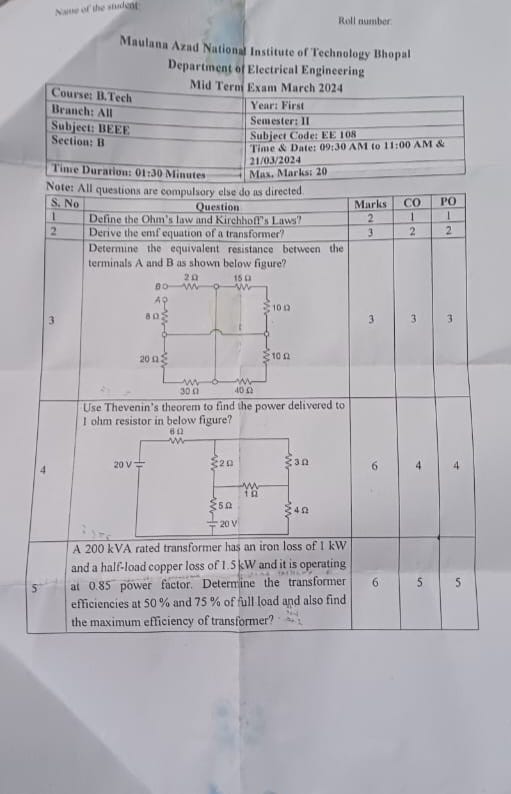 Name of the student:
Roll number:
Maulana Azad National Institute of Technology Bhopal
Department of Electrical Engineering
Mid Term Exam March 2024
Course: B.Tech
Year: First
Branch: All
Semester: II
Subject: BEEE
Subject Code: EE 108
Section: B
Time & Date: 09:30 AM to 11:00 AM &
21/03/2024
Time Duration: 01:30 Minutes
Max. Marks: 20
Note: All questions are compulsory else do as directed.
S. No Question Marks CO PO
1 Define the Ohm's law and Kirchhoff's Laws? 2 1 1
2 Derive the emf equation of a transformer? 3 2 2
Determine the equivalent resistance between the
terminals A and B as shown below figure?
2 Ω 15 Ω
B
A
8 Ω 10 Ω
3 3 3 3
20 Ω 10 Ω
30 Ω 40 Ω
Use Thevenin's theorem to find the power delivered to
1 ohm resistor in below figure?
6 Ω
20 V 2 Ω 3 Ω
4 6 4 4
1 Ω
5 Ω 4 Ω
20 V
A 200 kVA rated transformer has an iron loss of 1 kW
and a half-load copper loss of 1.5 kW and it is operating
5 at 0.85 power factor. Determine the transformer 6 5 5
efficiencies at 50 % and 75 % of full load and also find
the maximum efficiency of transformer?